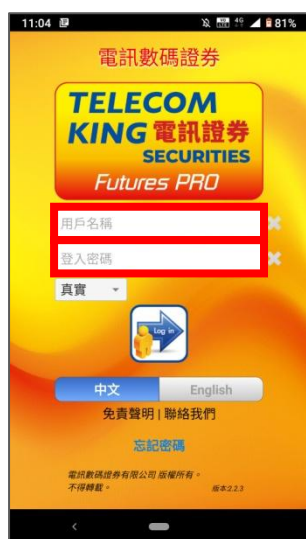 11:04
4G
81%
電訊數碼證券
TELECOM
KING 電訊證券
SECURITIES
Futures PRO
用戶名稱
登入密碼
真實
Log in
中文 English
免責聲明 | 聯絡我們
忘記密碼
電訊數碼證券有限公司 版權所有。
不得轉載。 版本:2.2.3